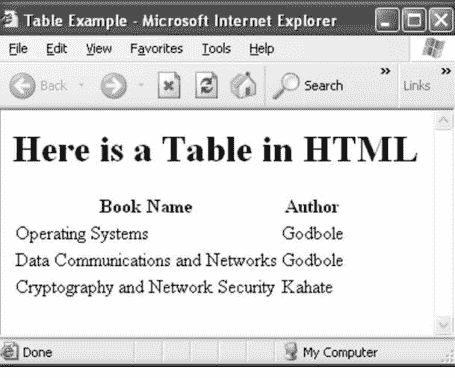 Table Example - Microsoft Internet Explorer
File Edit View Favorites Tools Help
Back Search » Links »
Here is a Table in HTML
Book Name Author
Operating Systems Godbole
Data Communications and Networks Godbole
Cryptography and Network Security Kahate
Done My Computer